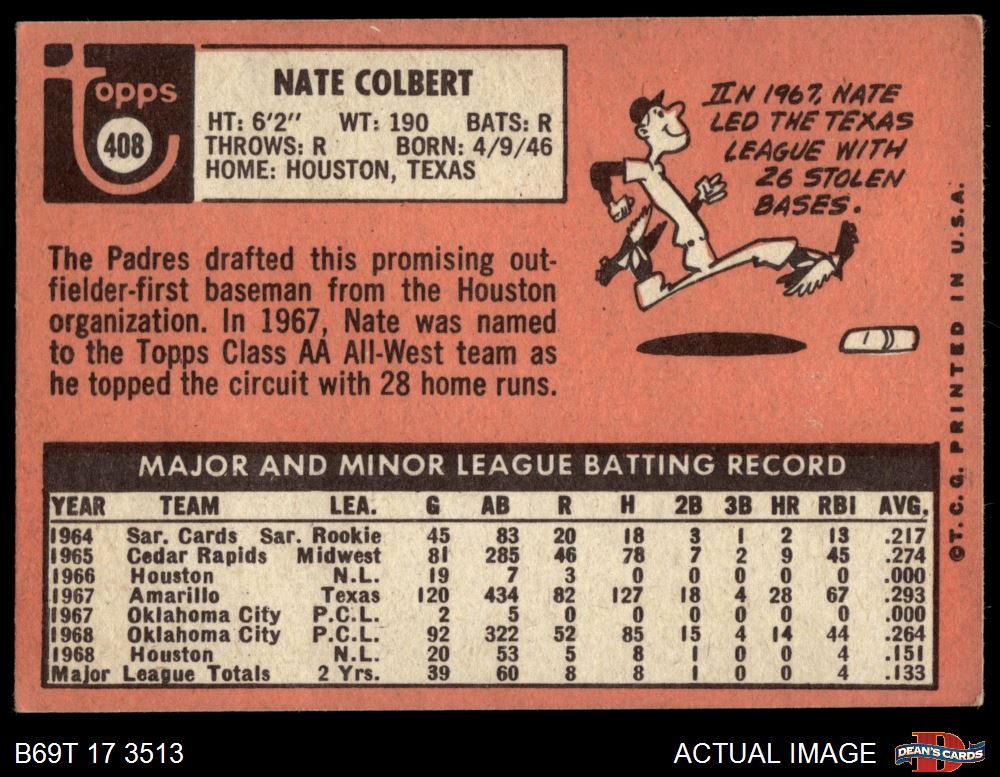 Topps
408
NATE COLBERT
HT: 6'2" WT: 190 BATS: R
THROWS: R BORN: 4/9/46
HOME: HOUSTON, TEXAS
IN 1967, NATE
LED THE TEXAS
LEAGUE WITH
26 STOLEN
BASES.
The Padres drafted this promising out-
fielder-first baseman from the Houston
organization. In 1967, Nate was named
to the Topps Class AA All-West team as
he topped the circuit with 28 home runs.
MAJOR AND MINOR LEAGUE BATTING RECORD
YEAR TEAM LEA. G AB R H 2B 3B HR RBI AVG.
1964 Sar. Cards Sar. Rookie 45 83 20 18 3 1 2 13 .217
1965 Cedar Rapids Midwest 81 285 46 78 7 2 9 45 .274
1966 Houston N.L. 19 7 3 0 0 0 0 0 .000
1967 Amarillo Texas 120 434 82 127 18 4 28 67 .293
1967 Oklahoma City P.C.L. 2 5 0 0 0 0 0 0 .000
1968 Oklahoma City P.C.L. 92 322 52 85 15 4 14 44 .264
1968 Houston N.L. 20 53 5 8 1 0 0 4 .151
Major League Totals 2 Yrs. 39 60 8 8 1 0 0 4 .133
©T. C. G. PRINTED IN U.S.A.
B69T 17 3513
ACTUAL IMAGE
D
DEAN'S CARDS